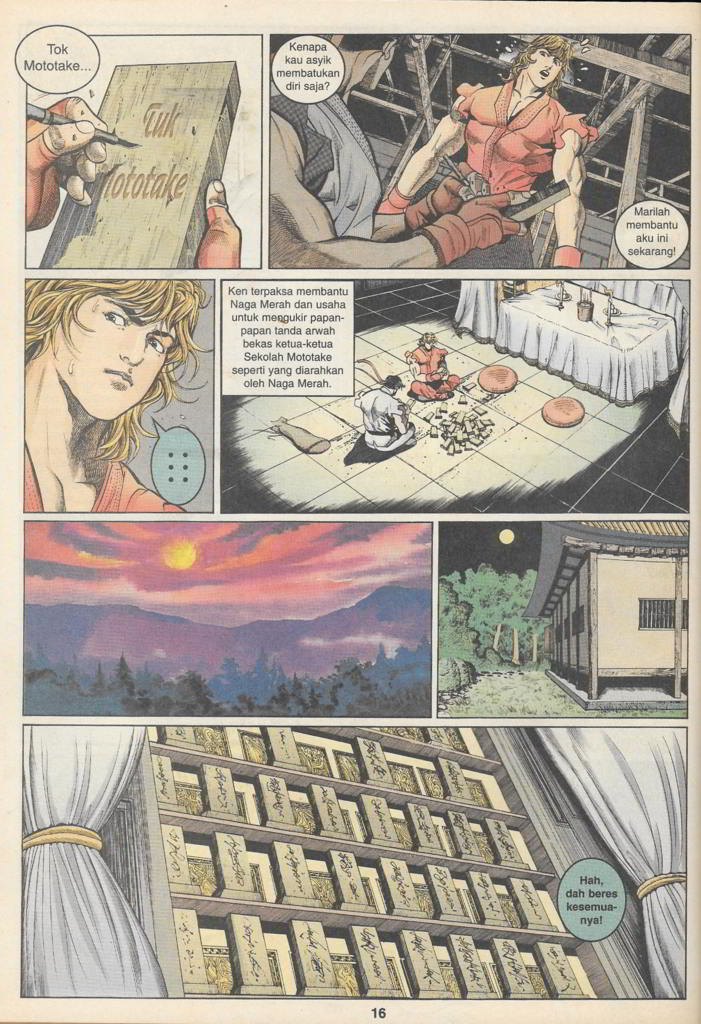 Tok
Mototake...
Tuk
Mototake
Kenapa
kau asyik
membatukan
diri saja?
Marilah
membantu
aku ini
sekarang!
Ken terpaksa membantu
Naga Merah dan usaha
untuk mengukir papan-
papan tanda arwah
bekas ketua-ketua
Sekolah Mototake
seperti yang diarahkan
oleh Naga Merah.
Hah,
dah beres
kesemua-
nya!
16